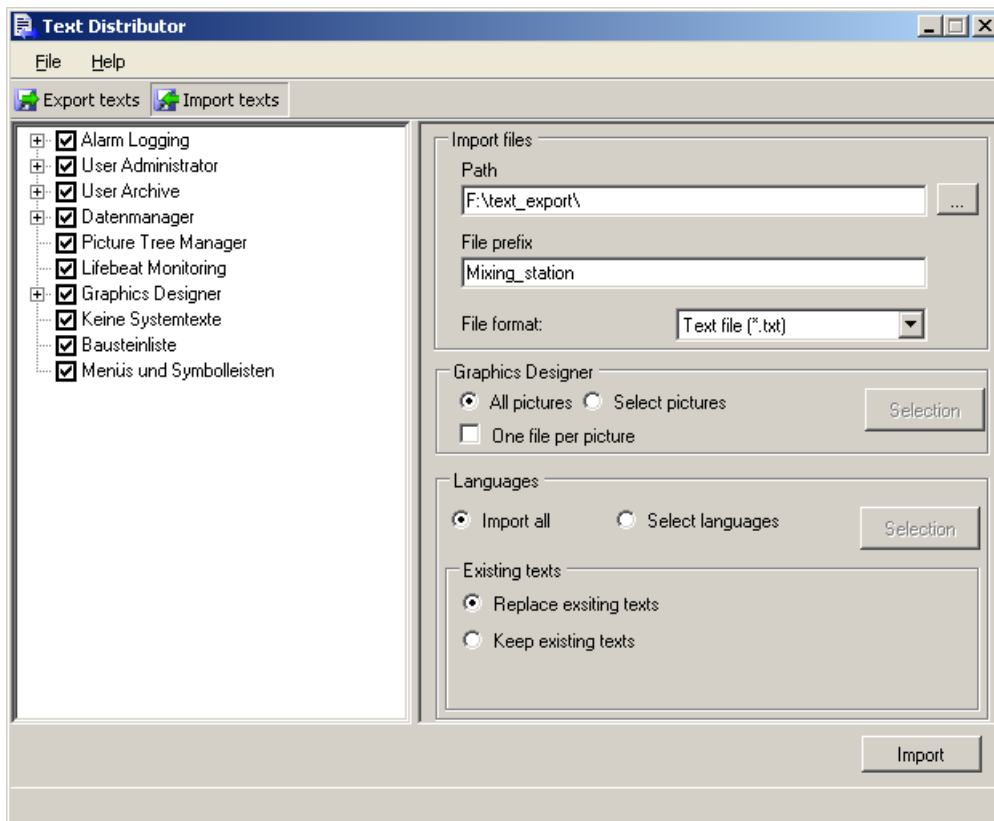 Text Distributor
File Help
Export texts Import texts
Alarm Logging
User Administrator
User Archive
Datenmanager
Picture Tree Manager
Lifebeat Monitoring
Graphics Designer
Keine Systemtexte
Bausteinliste
Menüs und Symbolleisten
Import files
Path
F:\text_export\
...
File prefix
Mixing_station
File format: Text file (*.txt)
Graphics Designer
All pictures Select pictures Selection
One file per picture
Languages
Import all Select languages Selection
Existing texts
Replace exsiting texts
Keep existing texts
Import